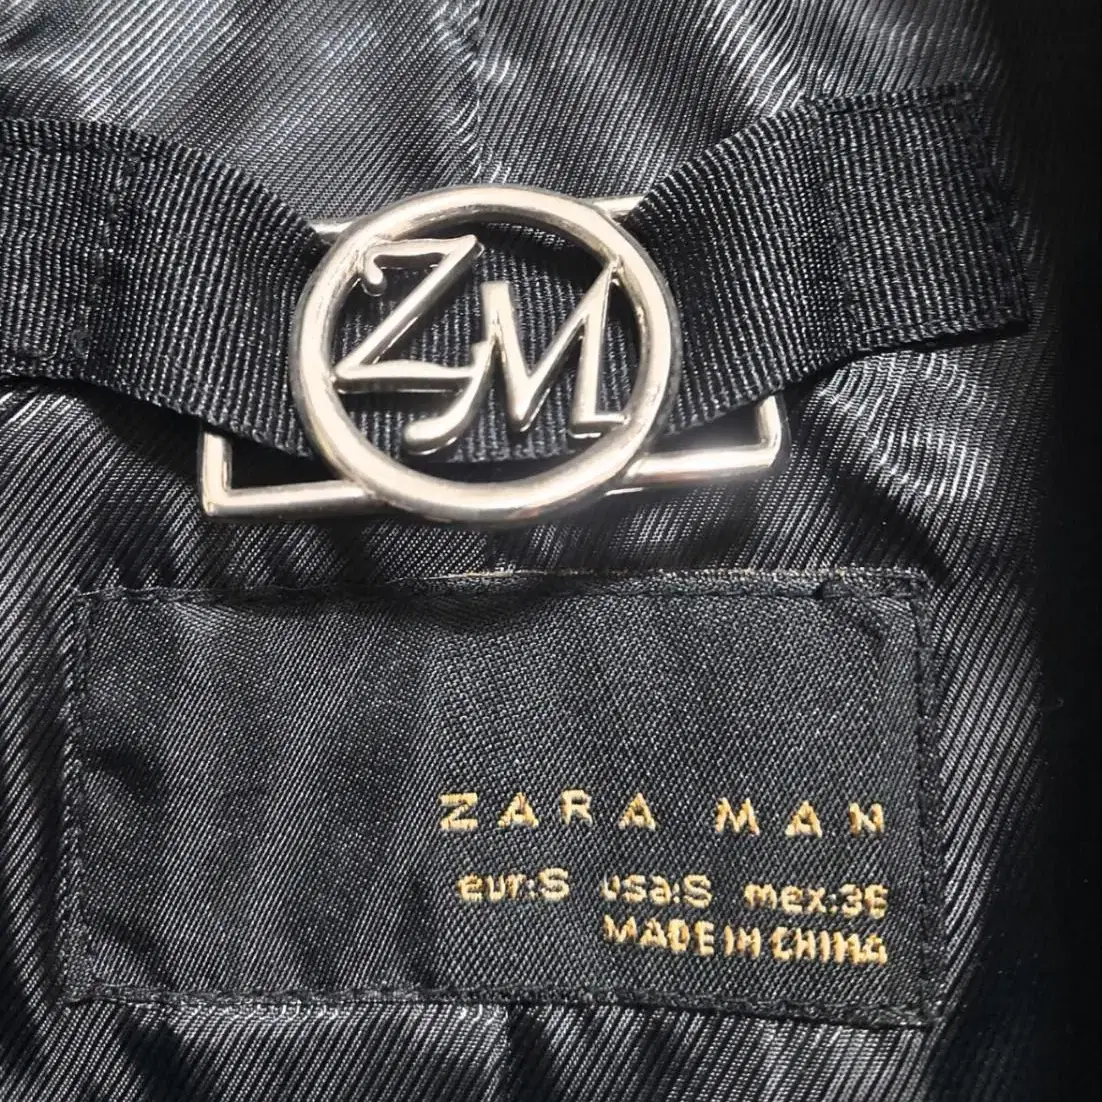 ZM
ZARA MAN
eur:S usa:S mex:36
MADE IN CHINA